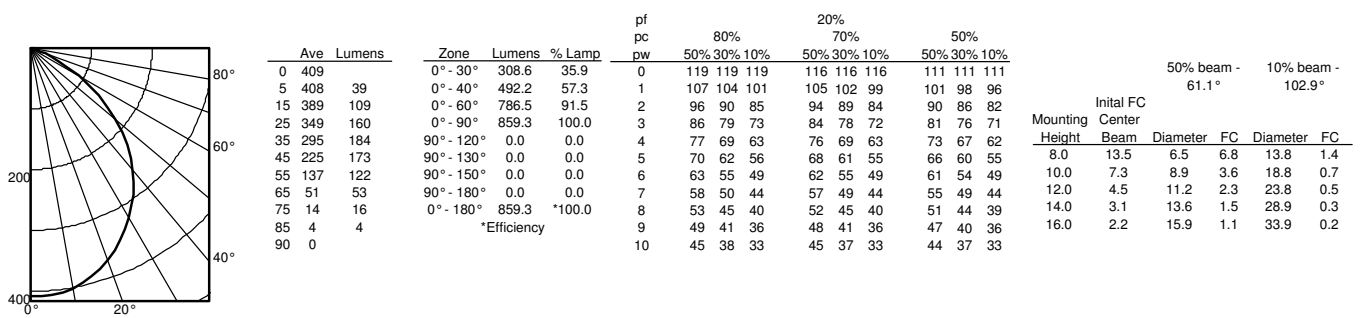 200
400
0° 20°
80°
60°
40°
Ave Lumens
0 409
5 408 39
15 389 109
25 349 160
35 295 184
45 225 173
55 137 122
65 51 53
75 14 16
85 4 4
90 0
Zone Lumens % Lamp
0°- 30° 308.6 35.9
0°- 40° 492.2 57.3
0°- 60° 786.5 91.5
0°- 90° 859.3 100.0
90°- 120° 0.0 0.0
90°- 130° 0.0 0.0
90°- 150° 0.0 0.0
90°- 180° 0.0 0.0
0°- 180° 859.3 *100.0
*Efficiency
pf 20%
pc 80% 70% 50%
pw 50% 30% 10% 50% 30% 10% 50% 30% 10%
0 119 119 119 116 116 116 111 111 111
1 107 104 101 105 102 99 101 98 96
2 96 90 85 94 89 84 90 86 82
3 86 79 73 84 78 72 81 76 71
4 77 69 63 76 69 63 73 67 62
5 70 62 56 68 61 55 66 60 55
6 63 55 49 62 55 49 61 54 49
7 58 50 44 57 49 44 55 49 44
8 53 45 40 52 45 40 51 44 39
9 49 41 36 48 41 36 47 40 36
10 45 38 33 45 37 33 44 37 33
50% beam - 10% beam -
61.1° 102.9°
Inital FC
Mounting Center
Height Beam Diameter FC Diameter FC
8.0 13.5 6.5 6.8 13.8 1.4
10.0 7.3 8.9 3.6 18.8 0.7
12.0 4.5 11.2 2.3 23.8 0.5
14.0 3.1 13.6 1.5 28.9 0.3
16.0 2.2 15.9 1.1 33.9 0.2